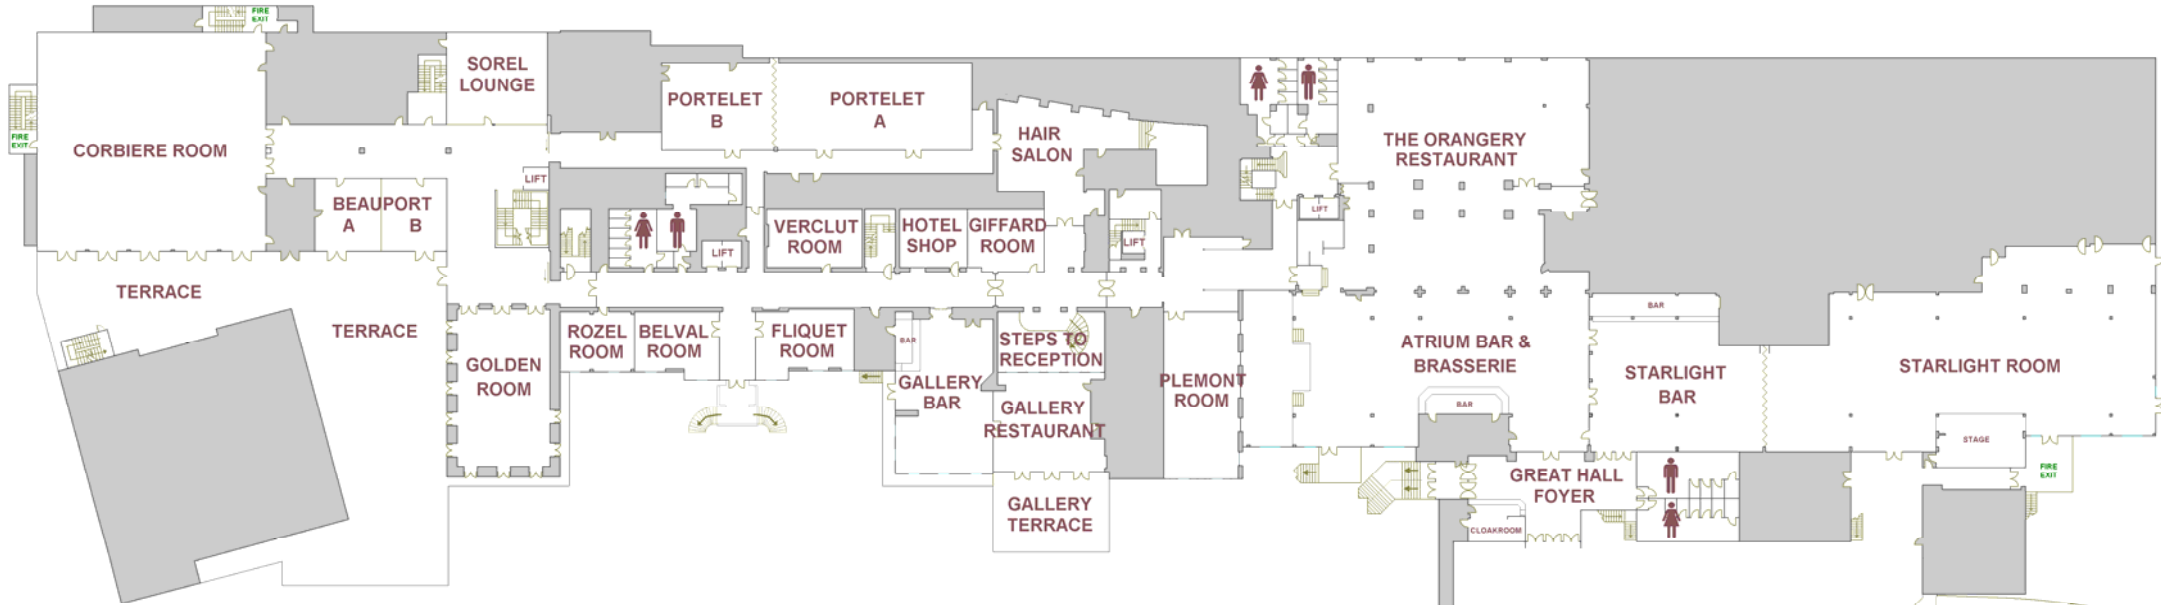 FIRE
EXIT
FIRE
EXIT
CORBIERE ROOM
SOREL
LOUNGE
PORTELET
B
PORTELET
A
HAIR
SALON
THE ORANGERY
RESTAURANT
LIFT
BEAUPORT
A B
VERCLUT
ROOM
HOTEL
SHOP
GIFFARD
ROOM
LIFT
LIFT
LIFT
TERRACE
TERRACE
GOLDEN
ROOM
ROZEL
ROOM
BELVAL
ROOM
FLIQUET
ROOM
BAR
GALLERY
BAR
STEPS TO
RECEPTION
GALLERY
RESTAURANT
GALLERY
TERRACE
PLEMONT
ROOM
ATRIUM BAR &
BRASSERIE
BAR
BAR
STARLIGHT
BAR
STARLIGHT ROOM
STAGE
FIRE
EXIT
GREAT HALL
FOYER
CLOAKROOM